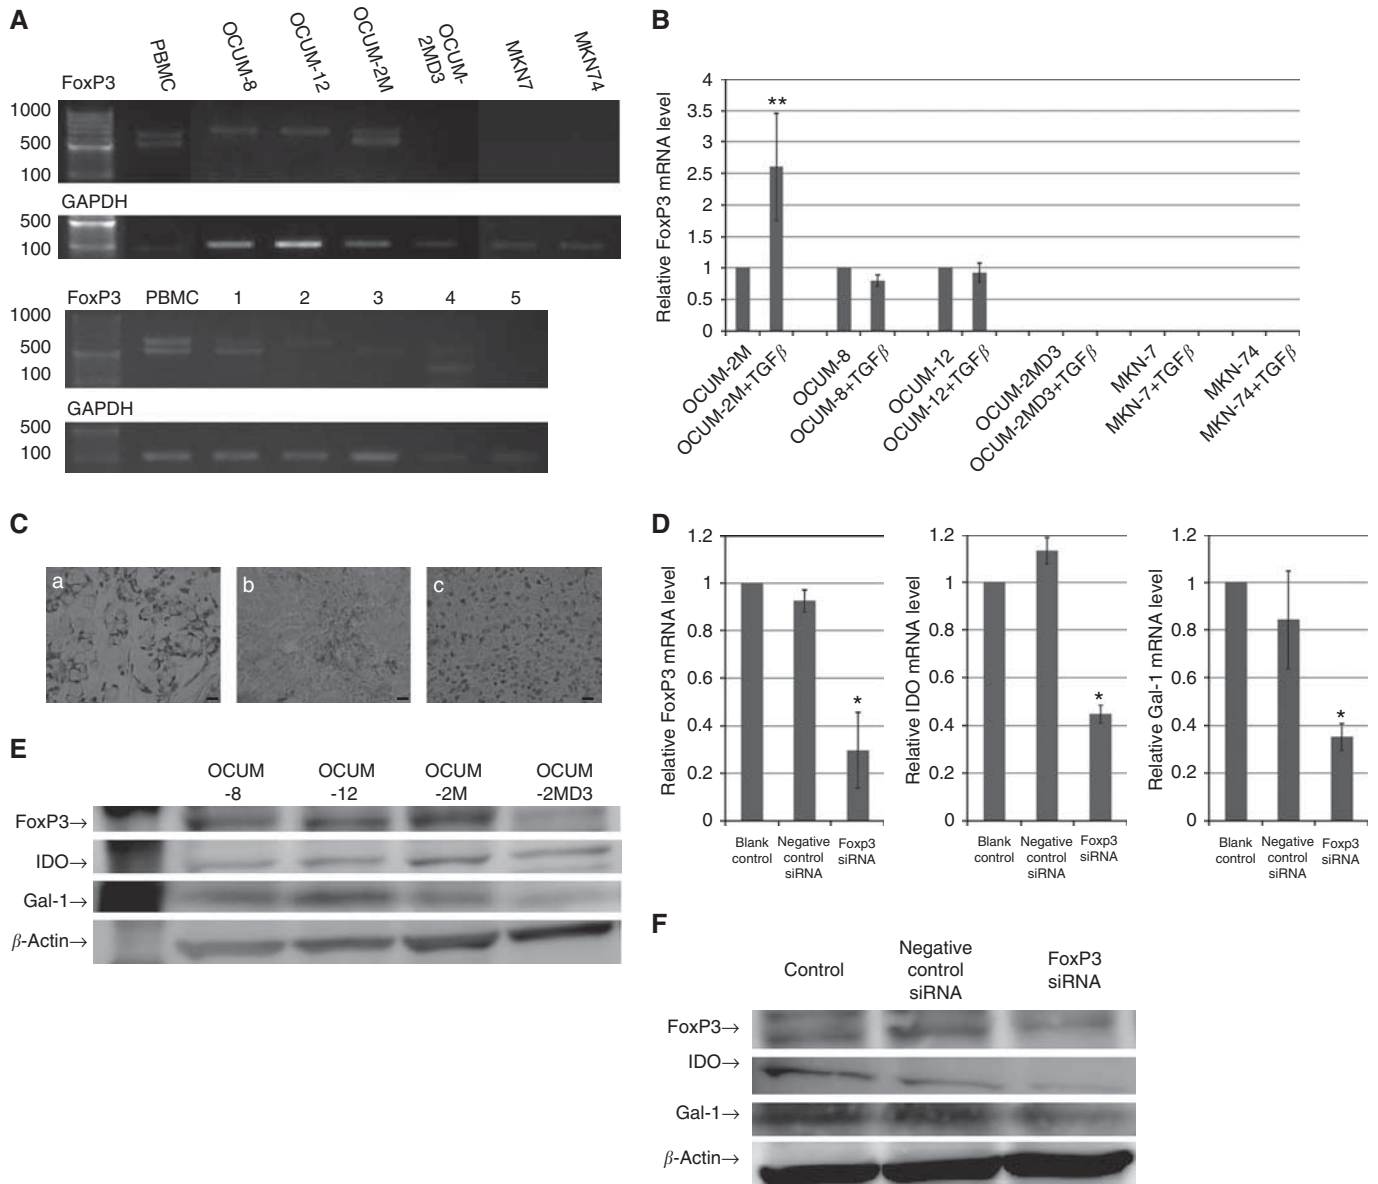 A
PBMC
OCUM-8
OCUM-12
OCUM-2M
OCUM-
2MD3
MKN7
MKN74
FoxP3
1000
500
100
GAPDH
500
100
FoxP3 PBMC 1 2 3 4 5
1000
500
100
GAPDH
500
100
B
Relative FoxP3 mRNA level
4
3.5
3
2.5
2
1.5
1
0.5
0
**
OCUM-2M
OCUM-2M+TGFβ
OCUM-8
OCUM-8+TGFβ
OCUM-12
OCUM-12+TGFβ
OCUM-2MD3
OCUM-2MD3+TGFβ
MKN-7
MKN-7+TGFβ
MKN-74
MKN-74+TGFβ
C
a
b
c
D
Relative FoxP3 mRNA level
1.2
1
0.8
0.6
0.4
0.2
0
*
Blank
control
Negative
control
siRNA
Foxp3
siRNA
Relative IDO mRNA level
1.2
1
0.8
0.6
0.4
0.2
0
*
Blank
control
Negative
control
siRNA
Foxp3
siRNA
Relative Gal-1 mRNA level
1.2
1
0.8
0.6
0.4
0.2
0
*
Blank
control
Negative
control
siRNA
Foxp3
siRNA
E
OCUM
-8
OCUM
-12
OCUM
-2M
OCUM
-2MD3
FoxP3→
IDO→
Gal-1→
β-Actin→
F
Control
Negative
control
siRNA
FoxP3
siRNA
FoxP3→
IDO→
Gal-1→
β-Actin→